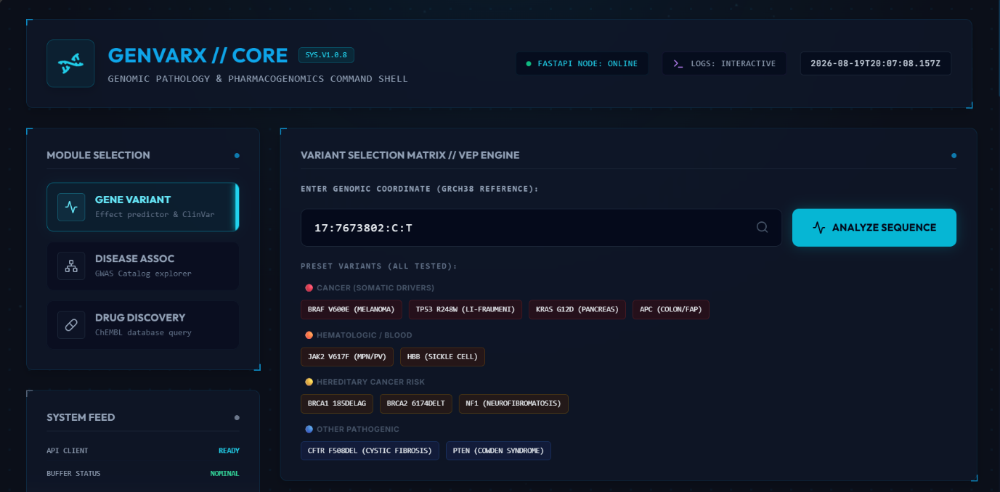 GENVARX // CORE SYS.V1.0.8
GENOMIC PATHOLOGY & PHARMACOGENOMICS COMMAND SHELL
FASTAPI NODE: ONLINE
LOGS: INTERACTIVE
2026-08-19T20:07:08.157Z
MODULE SELECTION
GENE VARIANT
Effect predictor & ClinVar
DISEASE ASSOC
GWAS Catalog explorer
DRUG DISCOVERY
ChEMBL database query
SYSTEM FEED
API CLIENT READY
BUFFER STATUS NOMINAL
VARIANT SELECTION MATRIX // VEP ENGINE
ENTER GENOMIC COORDINATE (GRCH38 REFERENCE):
17:7673802:C:T
ANALYZE SEQUENCE
PRESET VARIANTS (ALL TESTED):
CANCER (SOMATIC DRIVERS)
BRAF V600E (MELANOMA) TP53 R248W (LI-FRAUMENI) KRAS G12D (PANCREAS) APC (COLON/FAP)
HEMATOLOGIC / BLOOD
JAK2 V617F (MPN/PV) HBB (SICKLE CELL)
HEREDITARY CANCER RISK
BRCA1 185DELAG BRCA2 6174DELT NF1 (NEUROFIBROMATOSIS)
OTHER PATHOGENIC
CFTR F508DEL (CYSTIC FIBROSIS) PTEN (COWDEN SYNDROME)